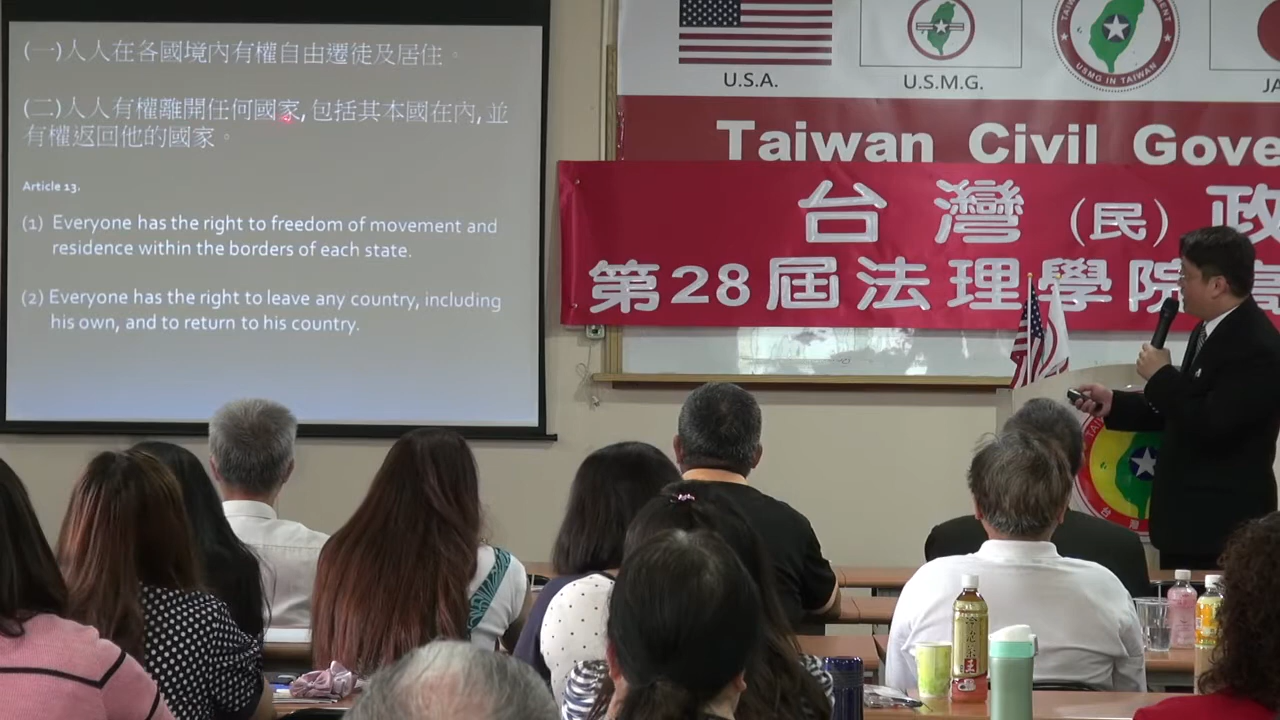 (一)人人在各國境內有權自由遷徒及居住。
(二)人人有權離開任何國家,包括其本國在內,並
有權返回他的國家。
Article 13.
(1) Everyone has the right to freedom of movement and
residence within the borders of each state.
(2) Everyone has the right to leave any country, including
his own, and to return to his country.
U.S.A.
U.S.M.G.
JA
USMG IN TAIWAN
Taiwan Civil Gove
台灣(民)政
第28屆法理學院高